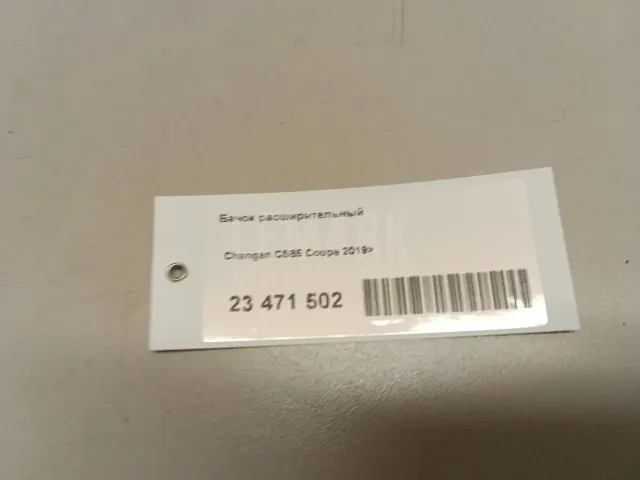 Бачок расширительный
Changan CS85 Coupe 2019>
23 471 502